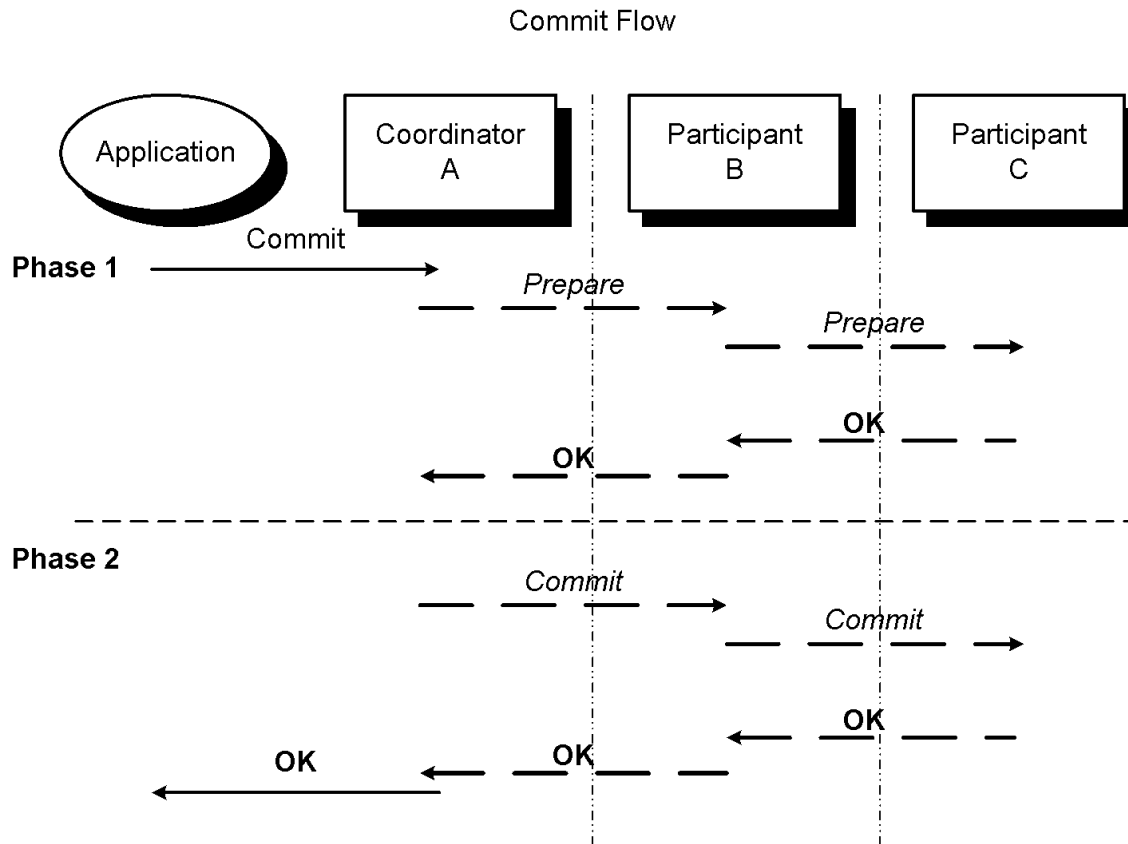 Commit Flow
Application
Coordinator
A
Participant
B
Participant
C
Commit
Phase 1
Prepare
Prepare
OK
OK
Phase 2
Commit
Commit
OK
OK
OK